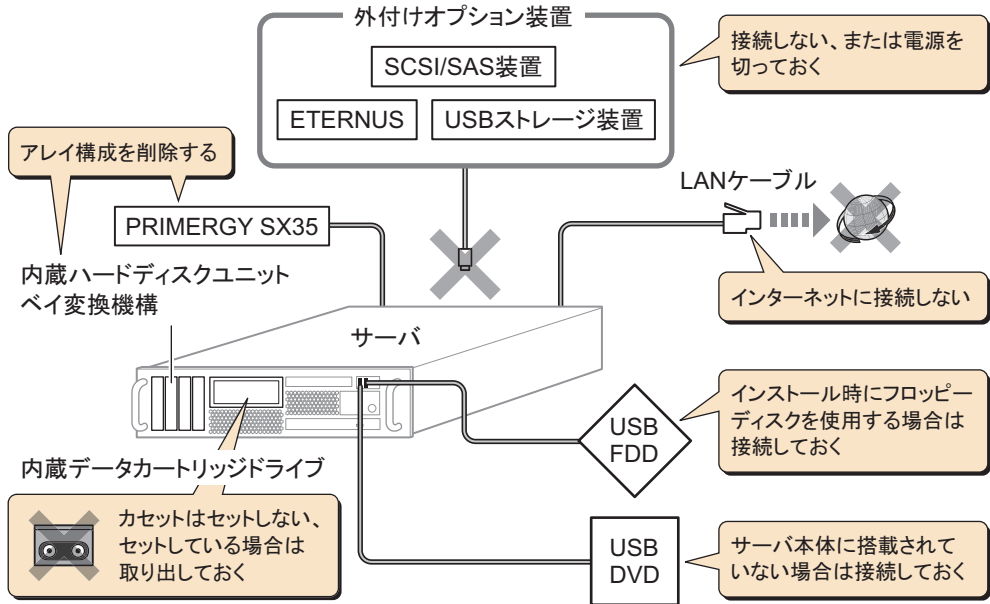 外付けオプション装置
SCSI/SAS装置
ETERNUS
USBストレージ装置
接続しない、または電源を
切っておく
アレイ構成を削除する
PRIMERGY SX35
LANケーブル
内蔵ハードディスクユニット
ベイ変換機構
インターネットに接続しない
サーバ
USB
FDD
インストール時にフロッピー
ディスクを使用する場合は
接続しておく
内蔵データカートリッジドライブ
カセットはセットしない、
セットしている場合は
取り出しておく
USB
DVD
サーバ本体に搭載されて
いない場合は接続しておく